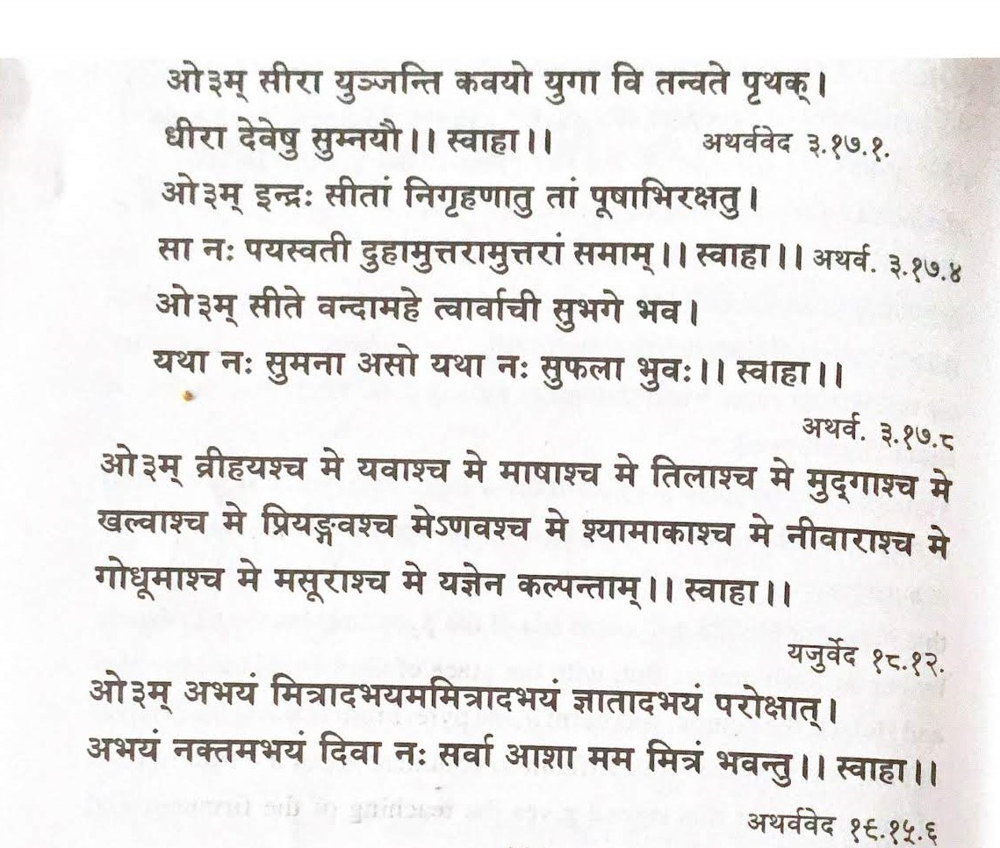 ओ३म् सीरा युञ्जन्ति कवयो युगा वि तन्वते पृथक्।
धीरा देवेषु सुम्नयौ।। स्वाहा।। अथर्ववेद ३.१७.१.
ओ३म् इन्द्रः सीतां निगृहणातु तां पूषाभिरक्षतु।
सा नः पयस्वती दुहामुत्तरामुत्तरां समाम्।। स्वाहा।। अथर्व. ३.१७.४
ओ३म् सीते वन्दामहे त्वार्वाची सुभगे भव।
यथा नः सुमना असो यथा नः सुफला भुवः।। स्वाहा।।
अथर्व. ३.१७.८
ओ३म् व्रीहयश्च मे यवाश्च मे माषाश्च मे तिलाश्च मे मुद्‌गाश्च मे
खल्वाश्च मे प्रियङ्गवश्च मेऽणवश्च मे श्यामाकाश्च मे नीवाराश्च मे
गोधूमाश्च मे मसूराश्च मे यज्ञेन कल्पन्ताम्।। स्वाहा।।
यजुर्वेद १८.१२.
ओ३म् अभयं मित्रादभयममित्रादभयं ज्ञातादभयं परोक्षात्।
अभयं नक्तमभयं दिवा नः सर्वा आशा मम मित्रं भवन्तु।। स्वाहा।।
अथर्ववेद १९.१५.६